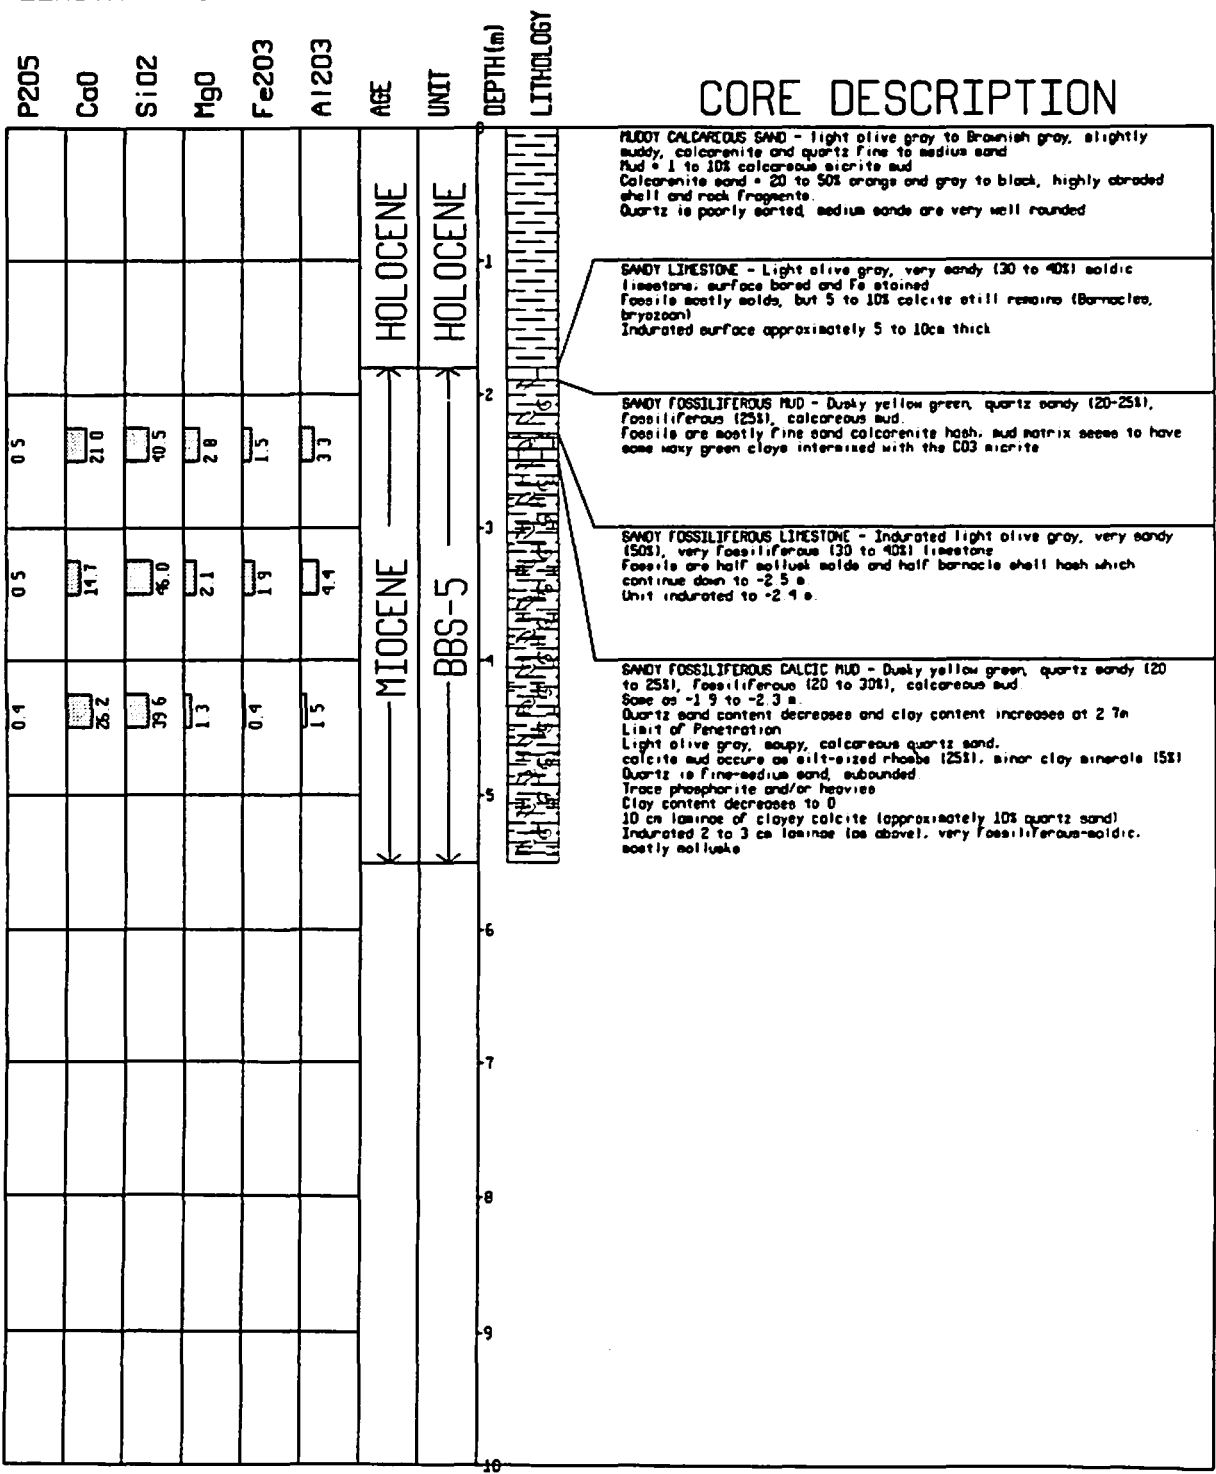 P2O5
CaO
SiO2
MgO
Fe2O3
Al2O3
AGE
UNIT
DEPTH(m)
LITHOLOGY
CORE DESCRIPTION
0
1
2
3
4
5
6
7
8
9
10
0.5
21.0
40.5
2.8
1.5
3.3
0.5
14.7
46.0
2.1
1.9
4.4
0.4
26.2
39.6
1.3
0.4
1.5
HOLOCENE
HOLOCENE
MIOCENE
BBS-5
MUDDY CALCAREOUS SAND - light olive gray to Brownish gray, slightly
muddy, calcarenite and quartz fine to medium sand
Mud = 1 to 10% calcareous micrite mud
Calcarenite sand = 20 to 50% orange and gray to black, highly abraded
shell and rock fragments.
Quartz is poorly sorted, medium sands are very well rounded
SANDY LIMESTONE - Light olive gray, very sandy (30 to 40%) moldic
limestone; surface bored and Fe stained
Fossils mostly molds, but 5 to 10% calcite still remains (Barnacles,
bryozoan)
Indurated surface approximately 5 to 10cm thick
SANDY FOSSILIFEROUS MUD - Dusky yellow green, quartz sandy (20-25%),
fossiliferous (25%), calcareous mud.
Fossils are mostly fine sand calcarenite hash, mud matrix seems to have
some waxy green clays intermixed with the CO3 micrite
SANDY FOSSILIFEROUS LIMESTONE - Indurated light olive gray, very sandy
(50%), very fossiliferous (30 to 40%) limestone
Fossils are half mollusk molds and half barnacle shell hash which
continue down to -2.5 m.
Unit indurated to -2.4 m.
SANDY FOSSILIFEROUS CALCIC MUD - Dusky yellow green, quartz sandy (20
to 25%), fossiliferous (20 to 30%), calcareous mud.
Same as -1.9 to -2.3 m.
Quartz sand content decreases and clay content increases at 2.7m
Limit of Penetration
Light olive gray, soupy, calcareous quartz sand.
calcite mud occurs as silt-sized rhombs (25%), minor clay minerals (5%)
Quartz is fine-medium sand, subounded.
Trace phosphorite and/or heavies
Clay content decreases to 0
10 cm laminae of clayey calcite (approximately 10% quartz sand)
Indurated 2 to 3 cm laminae (as above), very fossiliferous-moldic,
mostly mollusks